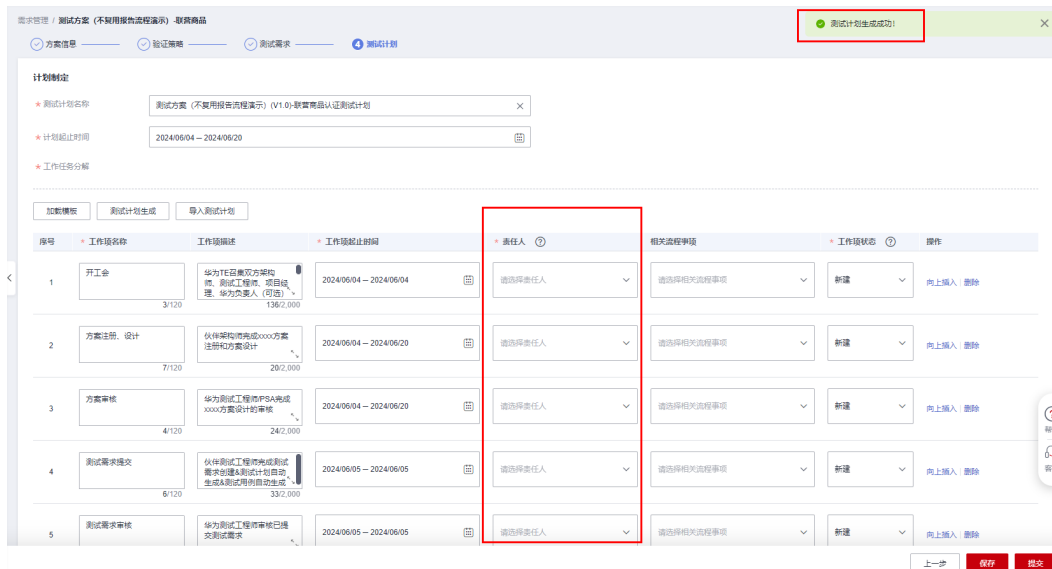 需求管理 / 测试方案（不复用报告流程演示）-联营商品
测试计划生成成功！
方案信息 验证策略 测试需求 4 测试计划
计划制定
* 测试计划名称 测试方案（不复用报告流程演示）(V1.0)-联营商品认证测试计划
* 计划起止时间 2024/06/04 — 2024/06/20
* 工作任务分解
加载模板 测试计划生成 导入测试计划
序号 * 工作项名称 工作项描述 * 工作项起止时间 * 责任人 相关流程事项 * 工作项状态 操作
1 开工会 华为TE召集双方架构
师、测试工程师、项目经
理、华为负责人（可选）
2024/06/04 — 2024/06/04 请选择责任人 请选择相关流程事项 新建 向上插入 删除
3/120 136/2,000
2 方案注册、设计 伙伴架构师完成xxxx方案
注册和方案设计
2024/06/04 — 2024/06/20 请选择责任人 请选择相关流程事项 新建 向上插入 删除
7/120 20/2,000
3 方案审核 华为测试工程师/PSA完成
xxxx方案设计的审核
2024/06/04 — 2024/06/20 请选择责任人 请选择相关流程事项 新建 向上插入 删除
4/120 24/2,000
4 测试需求提交 伙伴测试工程师完成测试
需求创建&测试计划自动
生成&测试用例自动生成
2024/06/05 — 2024/06/05 请选择责任人 请选择相关流程事项 新建 向上插入 删除
6/120 33/2,000
5 测试需求审核 华为测试工程师审核已提
交测试需求
2024/06/05 — 2024/06/05 请选择责任人 请选择相关流程事项 新建 向上插入 删除
上一步 保存 提交